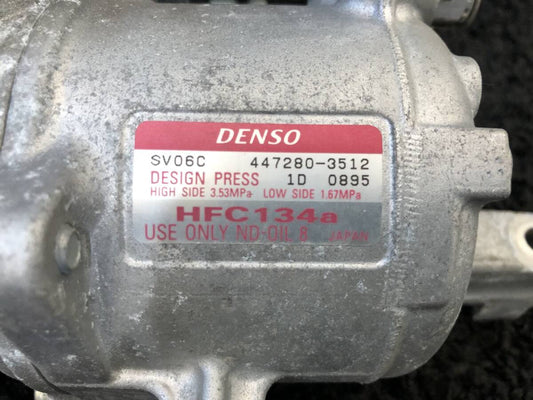 DENSO
SV06C 447280-3512
DESIGN PRESS 1D 0895
HIGH SIDE 3.53MPa LOW SIDE 1.67MPa
HFC134a
USE ONLY ND-OIL 8 JAPAN